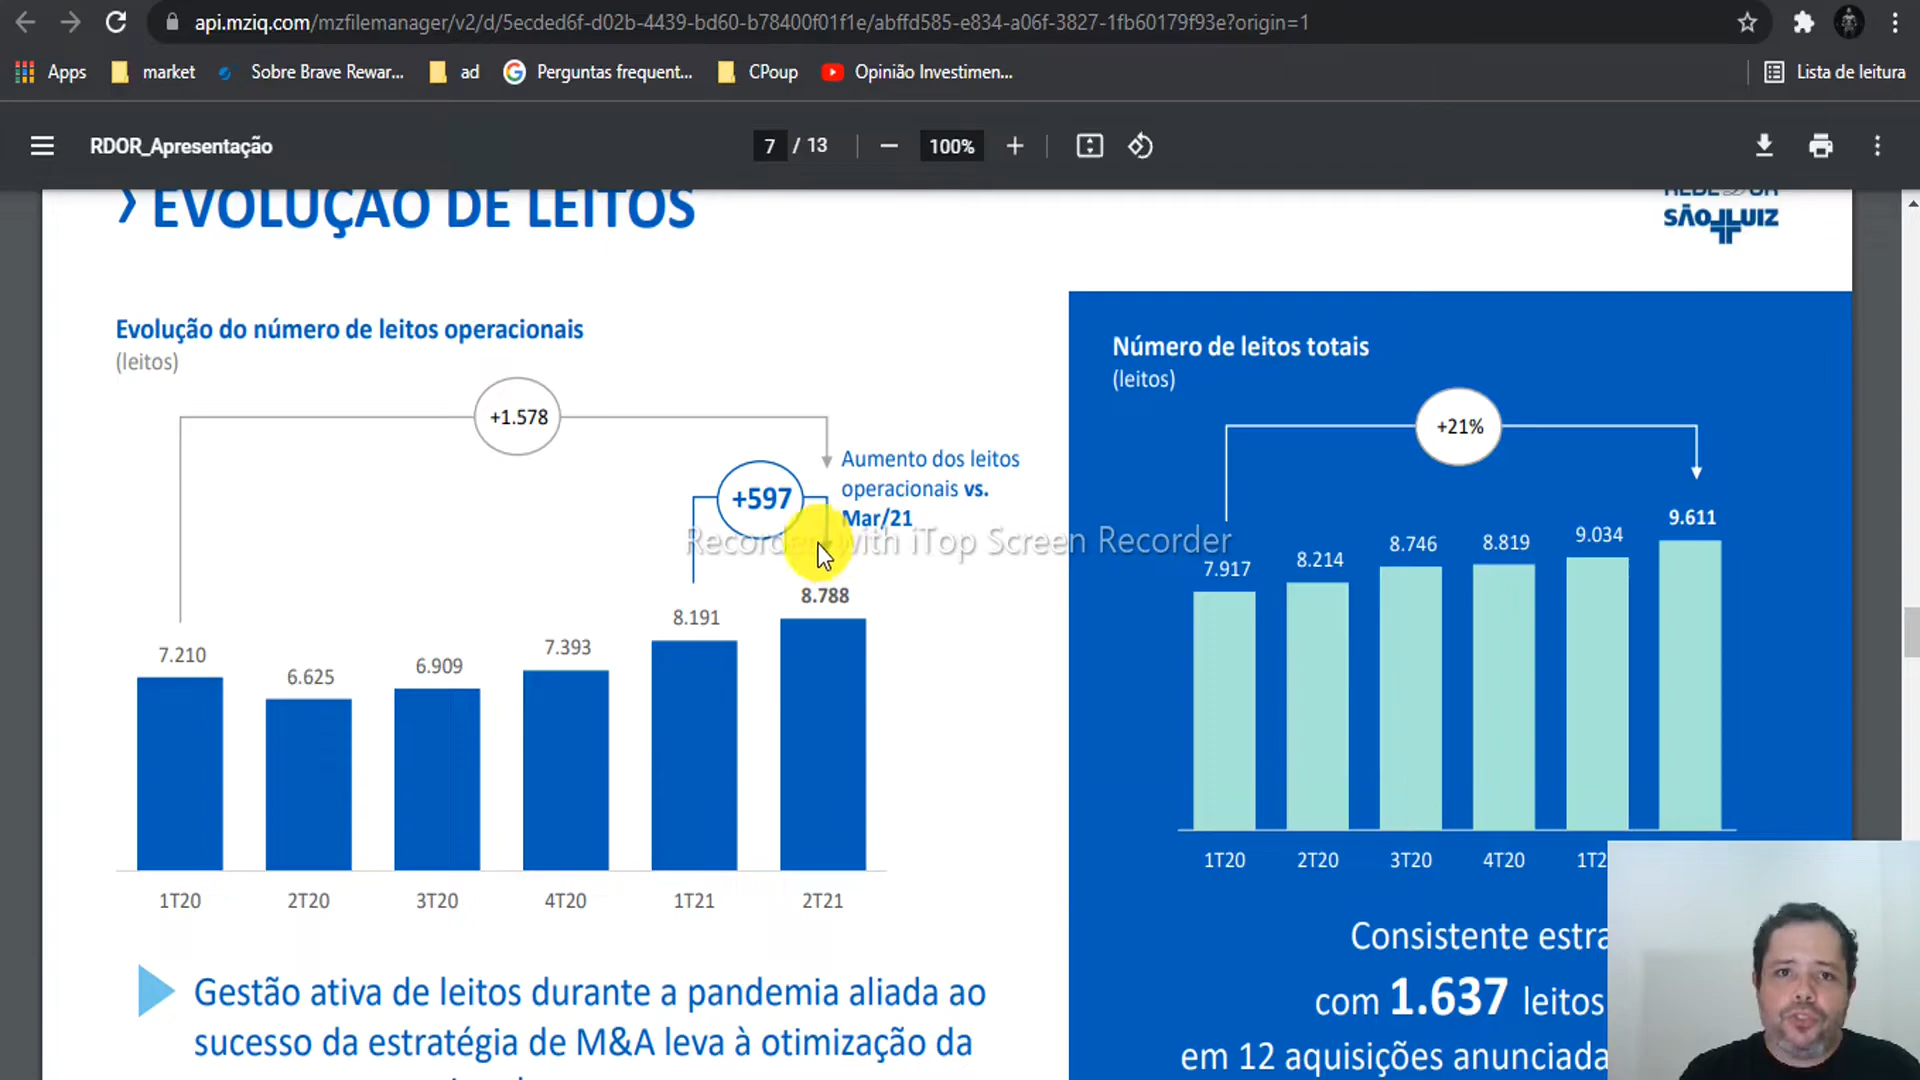 api.mziq.com/mzfilemanager/v2/d/5ecded6f-d02b-4439-bd60-b78400f01f1e/abffd585-e834-a06f-3827-1fb60179f93e?origin=1
Apps market Sobre Brave Rewar... ad Perguntas frequent... CPoup Opinião Investimen... Lista de leitura
RDOR_Apresentação 7 / 13 100%
› EVOLUÇÃO DE LEITOS
SÃO LUIZ
Evolução do número de leitos operacionais
(leitos)
+1.578
+597
Aumento dos leitos
operacionais vs.
Mar/21
7.210
6.625
6.909
7.393
8.191
8.788
1T20 2T20 3T20 4T20 1T21 2T21
Gestão ativa de leitos durante a pandemia aliada ao
sucesso da estratégia de M&A leva à otimização da
Número de leitos totais
(leitos)
+21%
7.917
8.214
8.746
8.819
9.034
9.611
1T20 2T20 3T20 4T20 1T2
Consistente estra
com 1.637 leitos
em 12 aquisições anunciada
Recorded with iTop Screen Recorder